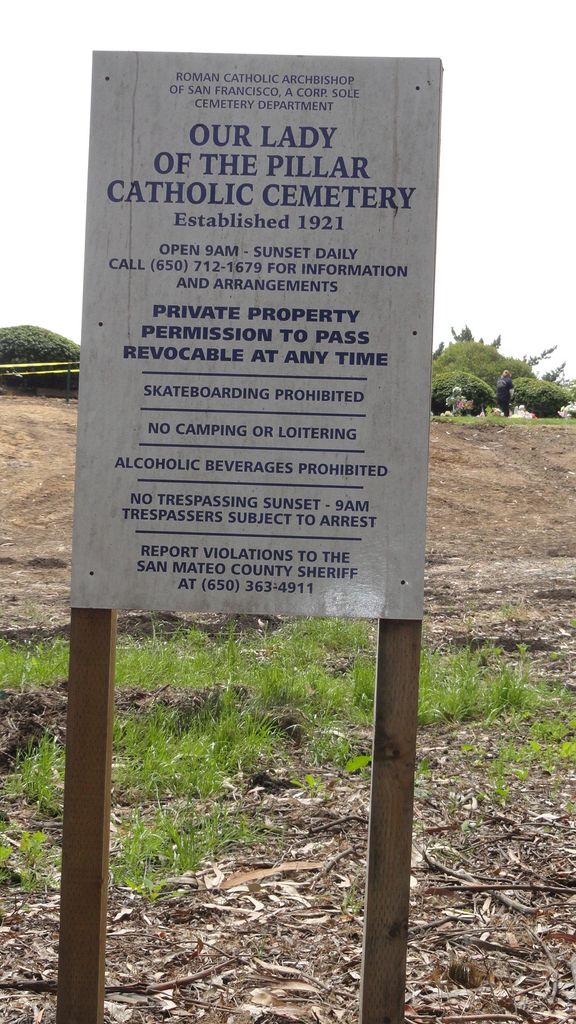 ROMAN CATHOLIC ARCHBISHOP
OF SAN FRANCISCO, A CORP. SOLE
CEMETERY DEPARTMENT
OUR LADY
OF THE PILLAR
CATHOLIC CEMETERY
Established 1921
OPEN 9AM - SUNSET DAILY
CALL (650) 712-1679 FOR INFORMATION
AND ARRANGEMENTS
PRIVATE PROPERTY
PERMISSION TO PASS
REVOCABLE AT ANY TIME
SKATEBOARDING PROHIBITED
NO CAMPING OR LOITERING
ALCOHOLIC BEVERAGES PROHIBITED
NO TRESPASSING SUNSET - 9AM
TRESPASSERS SUBJECT TO ARREST
REPORT VIOLATIONS TO THE
SAN MATEO COUNTY SHERIFF
AT (650) 363-4911